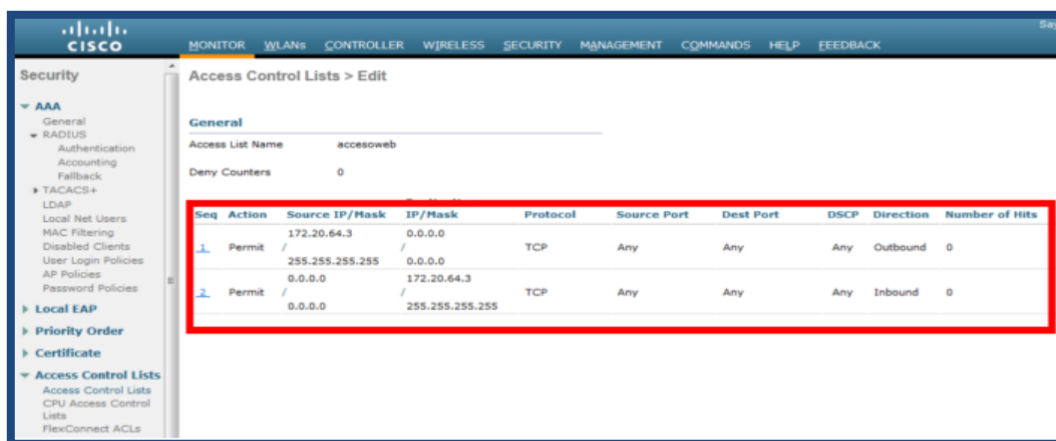 CISCO
MONITOR WLANs CONTROLLER WIRELESS SECURITY MANAGEMENT COMMANDS HELP FEEDBACK
Security
AAA
General
RADIUS
Authentication
Accounting
Fallback
TACACS+
LDAP
Local Net Users
MAC Filtering
Disabled Clients
User Login Policies
AP Policies
Password Policies
Local EAP
Priority Order
Certificate
Access Control Lists
Access Control Lists
CPU Access Control
Lists
FlexConnect ACLs
Access Control Lists > Edit
General
Access List Name accesoweb
Deny Counters 0
Seq Action Source IP/Mask IP/Mask Protocol Source Port Dest Port DSCP Direction Number of Hits
172.20.64.3 0.0.0.0
1 Permit / / TCP Any Any Any Outbound 0
255.255.255.255 0.0.0.0
0.0.0.0 172.20.64.3
2 Permit / / TCP Any Any Any Inbound 0
0.0.0.0 255.255.255.255